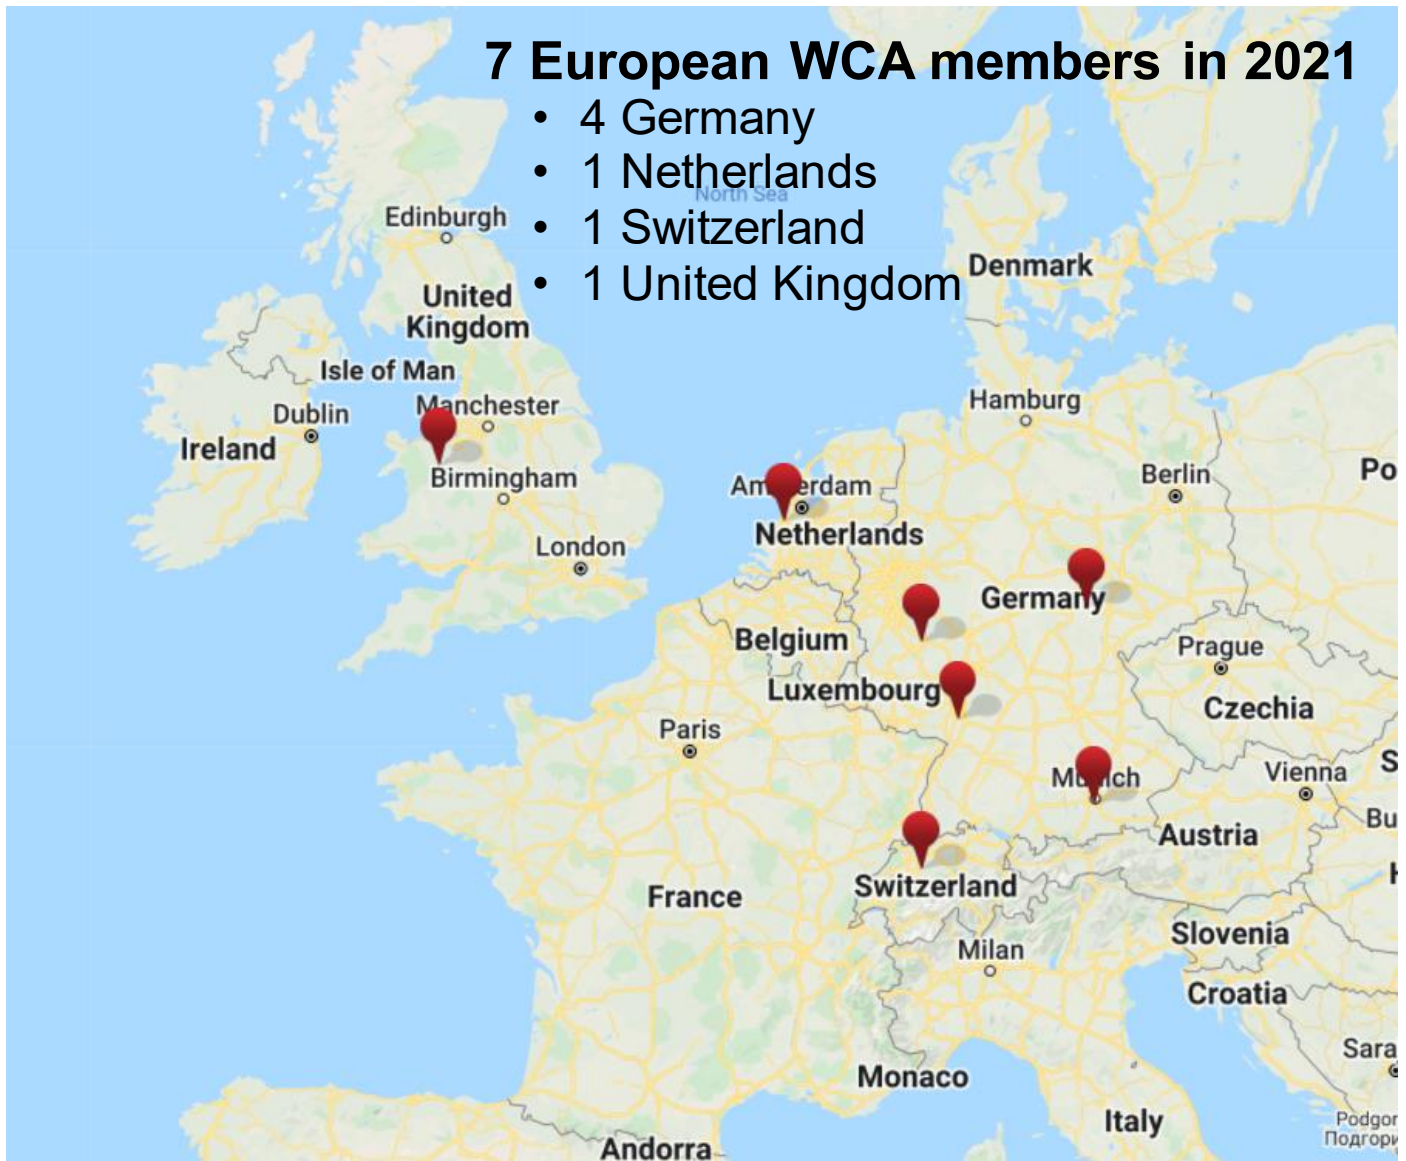 7 European WCA members in 2021
• 4 Germany
• 1 Netherlands
North Sea
• 1 Switzerland
• 1 United Kingdom
Edinburgh
Denmark
United
Kingdom
Isle of Man
Manchester
Hamburg
Dublin
Ireland
Birmingham
Berlin
Po
Netherlands
London
Germany
Belgium
Prague
Luxembourg
Czechia
Paris
Vienna
S
Bu
Austria
Switzerland
H
France
Slovenia
Milan
Croatia
Sara
Monaco
Italy
Podgor
Подгори
Andorra